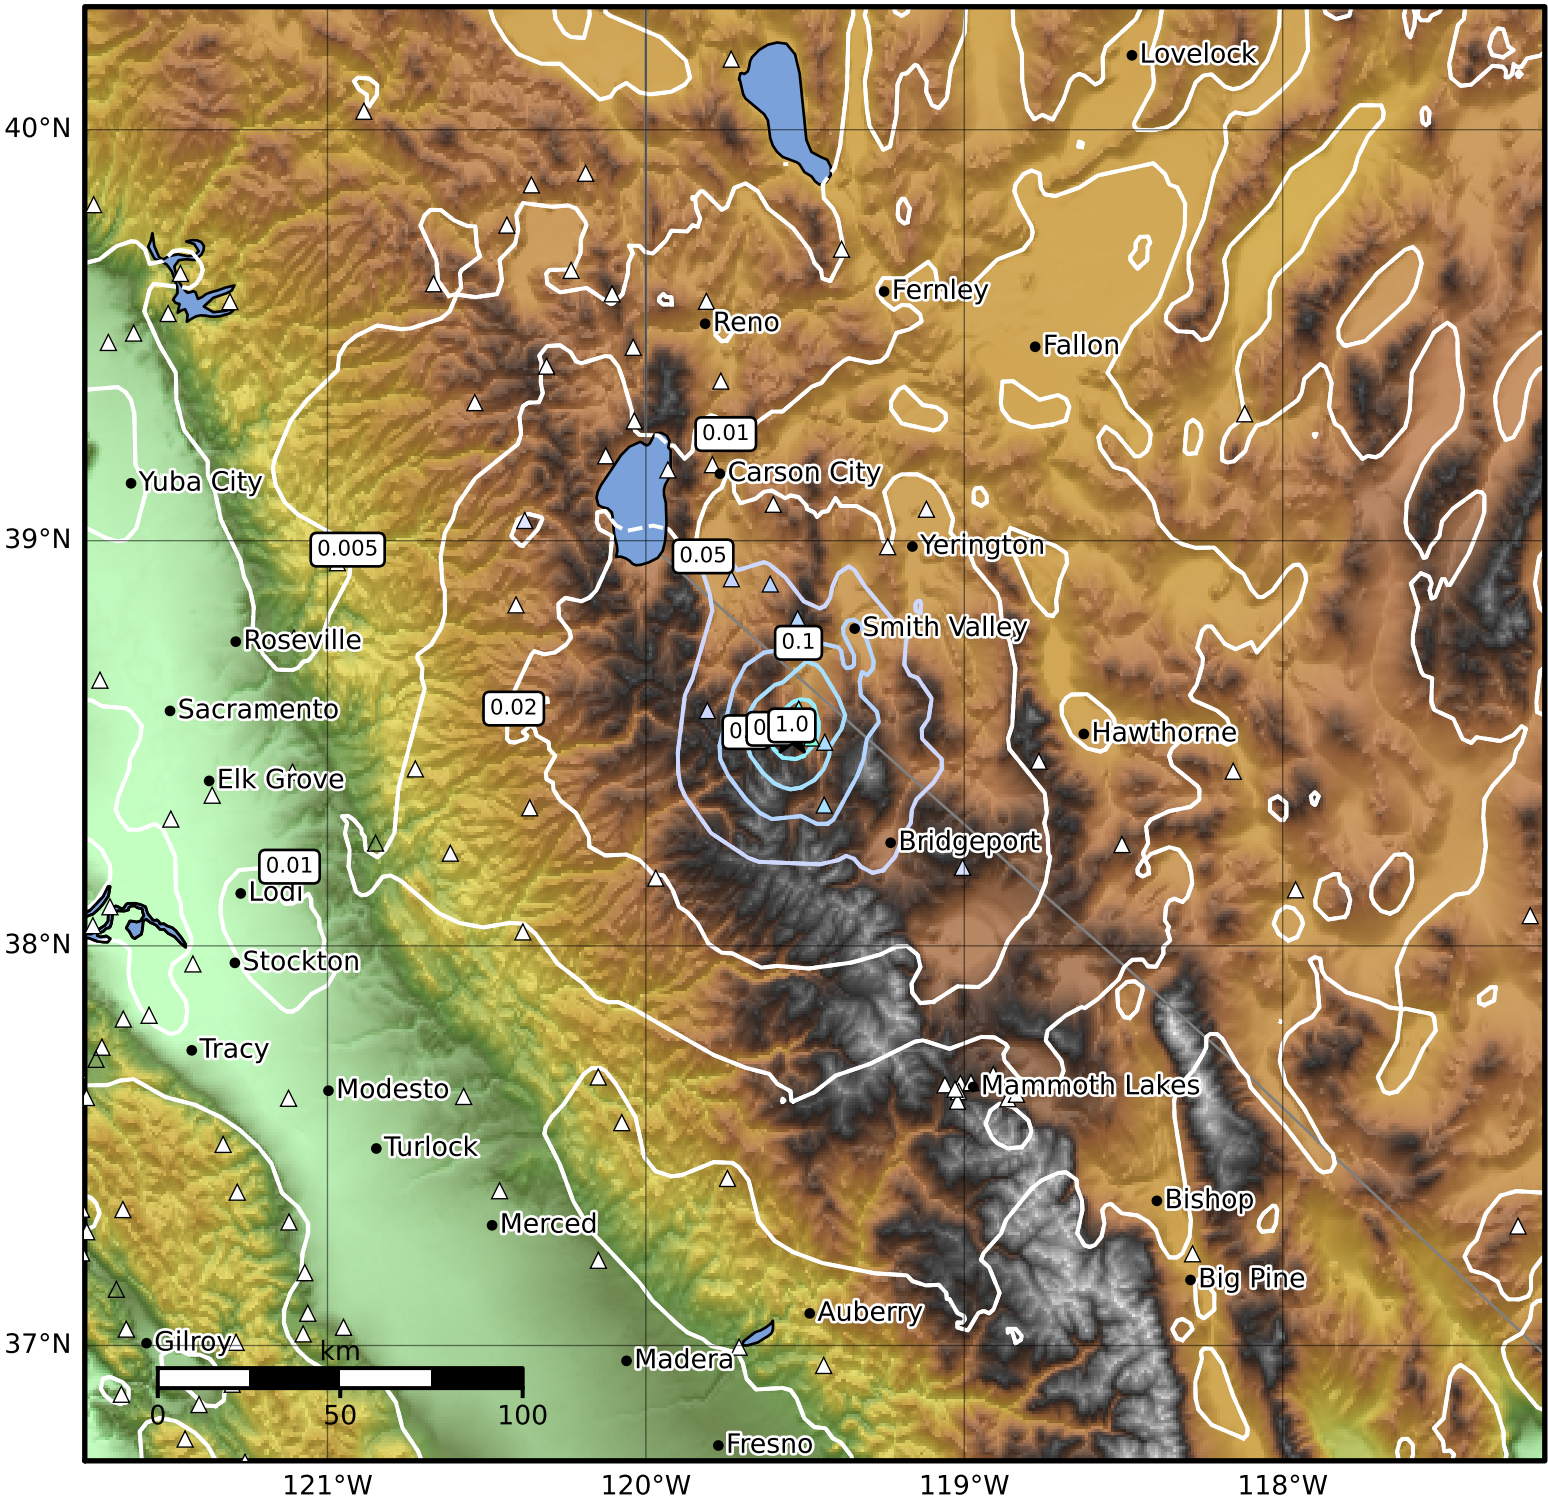 Lovelock
40°N
Fernley
Reno
Fallon
0.01
Carson City
Yuba City
39°N
0.005
0.05
Yerington
Smith Valley
Roseville
0.1
0.02
Sacramento
1.0
Hawthorne
Elk Grove
Bridgeport
0.01
Lodi
38°N
Stockton
Tracy
Mammoth Lakes
Modesto
Turlock
Bishop
Merced
Big Pine
Auberry
37°N
Gilroy
km
Madera
0 50 100
Fresno
121°W 120°W 119°W 118°W